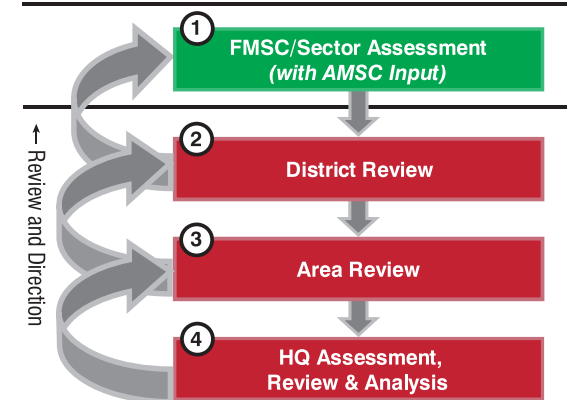 1
FMSC/Sector Assessment
(with AMSC Input)
2
District Review
3
Area Review
4
HQ Assessment,
Review & Analysis
← Review and Direction